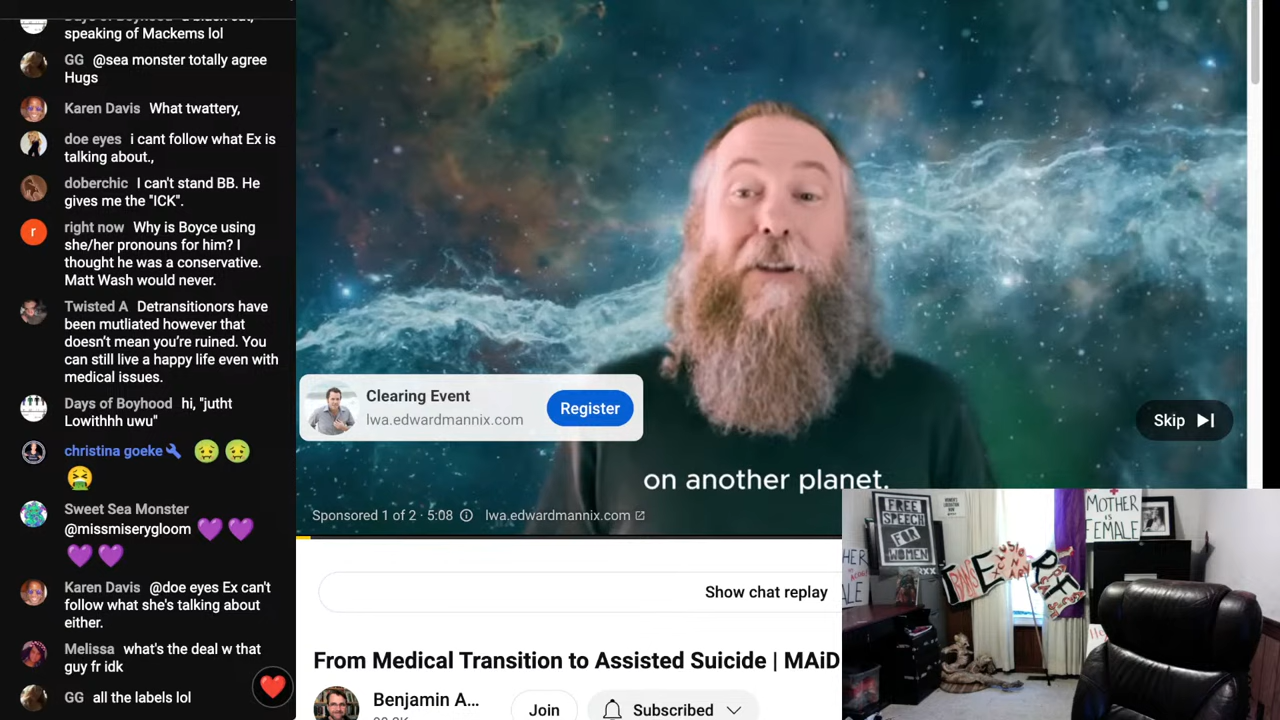 speaking of Mackems lol
GG @sea monster totally agree
Hugs
Karen Davis What twattery,
doe eyes i cant follow what Ex is
talking about.,
doberchic I can't stand BB. He
gives me the "ICK".
right now Why is Boyce using
she/her pronouns for him? I
thought he was a conservative.
Matt Wash would never.
Twisted A Detransitionors have
been mutliated however that
doesn't mean you're ruined. You
can still live a happy life even with
medical issues.
Days of Boyhood hi, "jutht
Lowithhh uwu"
christina goeke
Sweet Sea Monster
@missmiserygloom
Karen Davis @doe eyes Ex can't
follow what she's talking about
either.
Melissa what's the deal w that
guy fr idk
GG all the labels lol
r
Clearing Event
lwa.edwardmannix.com
Register
Skip
on another planet.
Sponsored 1 of 2 · 5:08
lwa.edwardmannix.com
Show chat replay
From Medical Transition to Assisted Suicide | MAiD
Benjamin A...
Join
Subscribed
FREE
SPEECH
FOR
WOMEN
MOTHER
IS
FEMALE